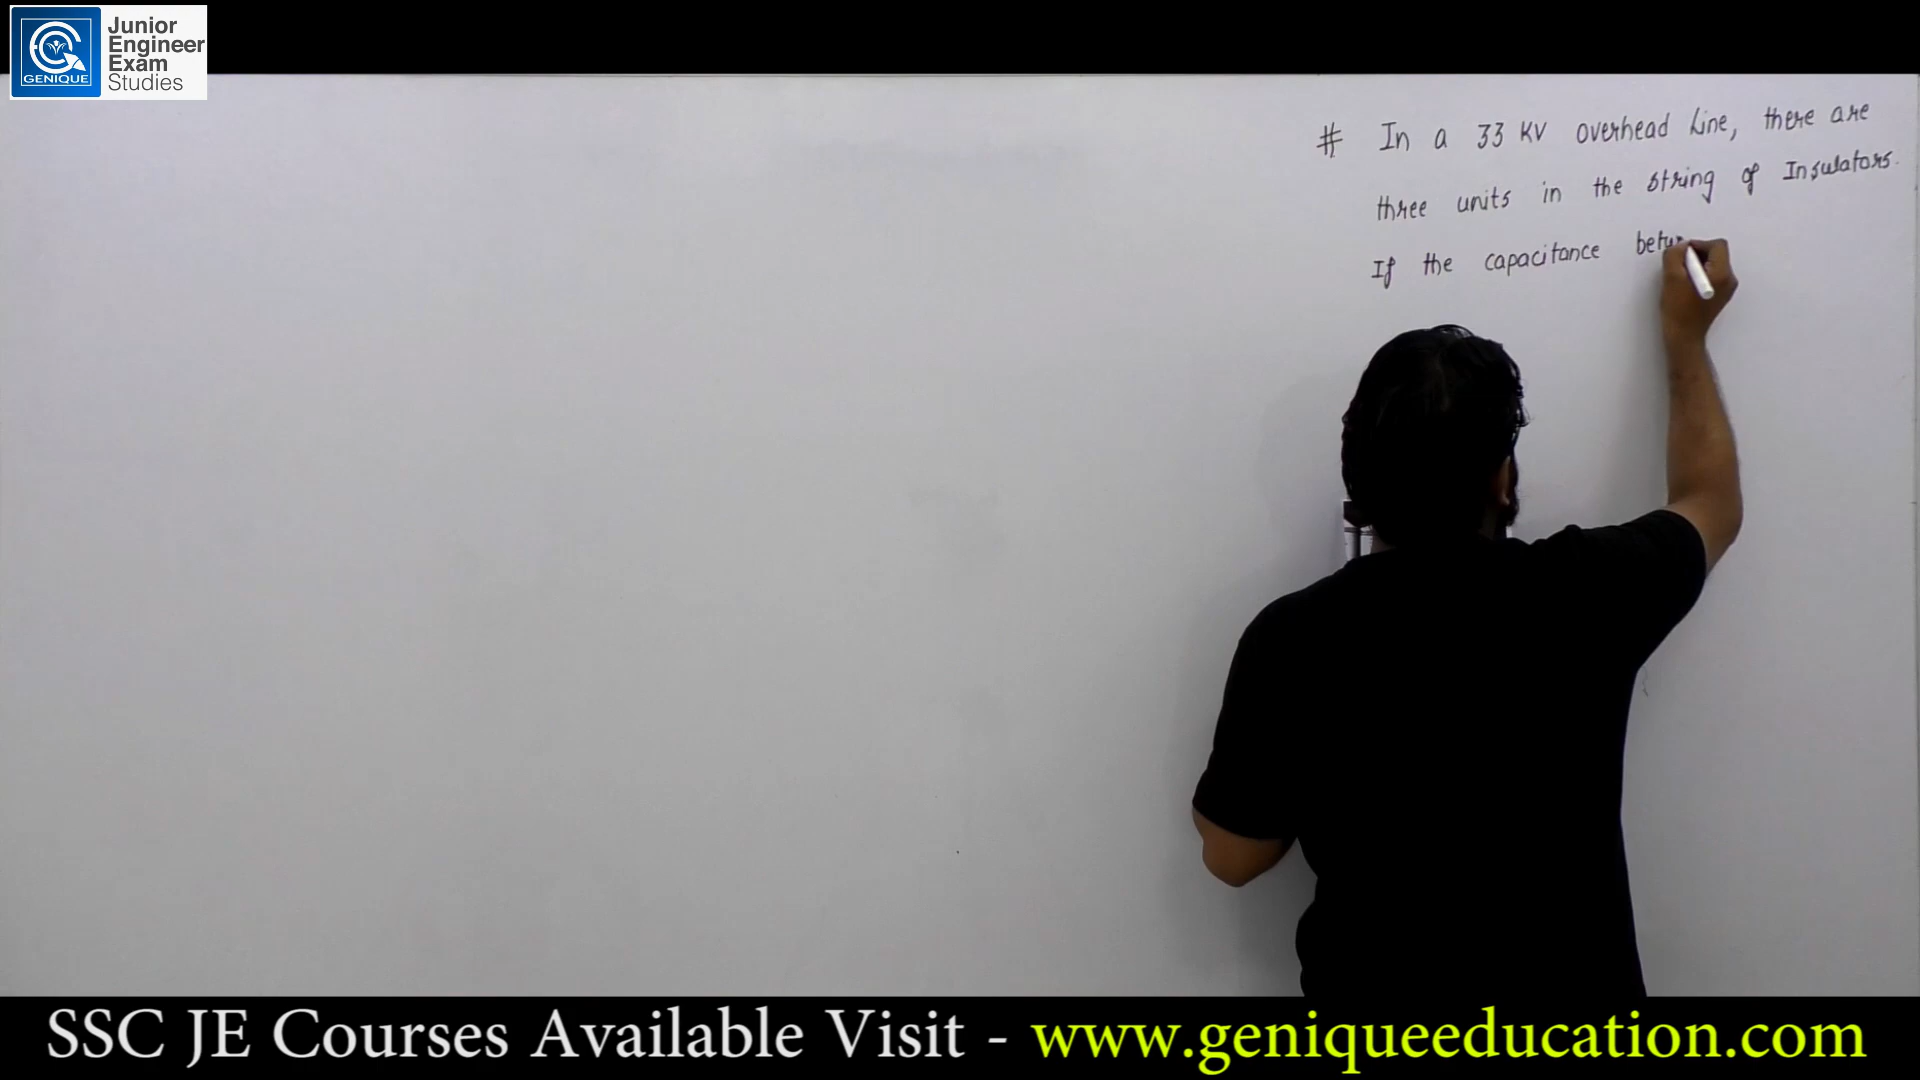 Junior
Engineer
Exam
Studies
GENIQUE
# In a 33 KV overhead Line, there are
three units in the string of Insulators.
If the capacitance
SSC JE Courses Available Visit - www.geniqueeducation.com